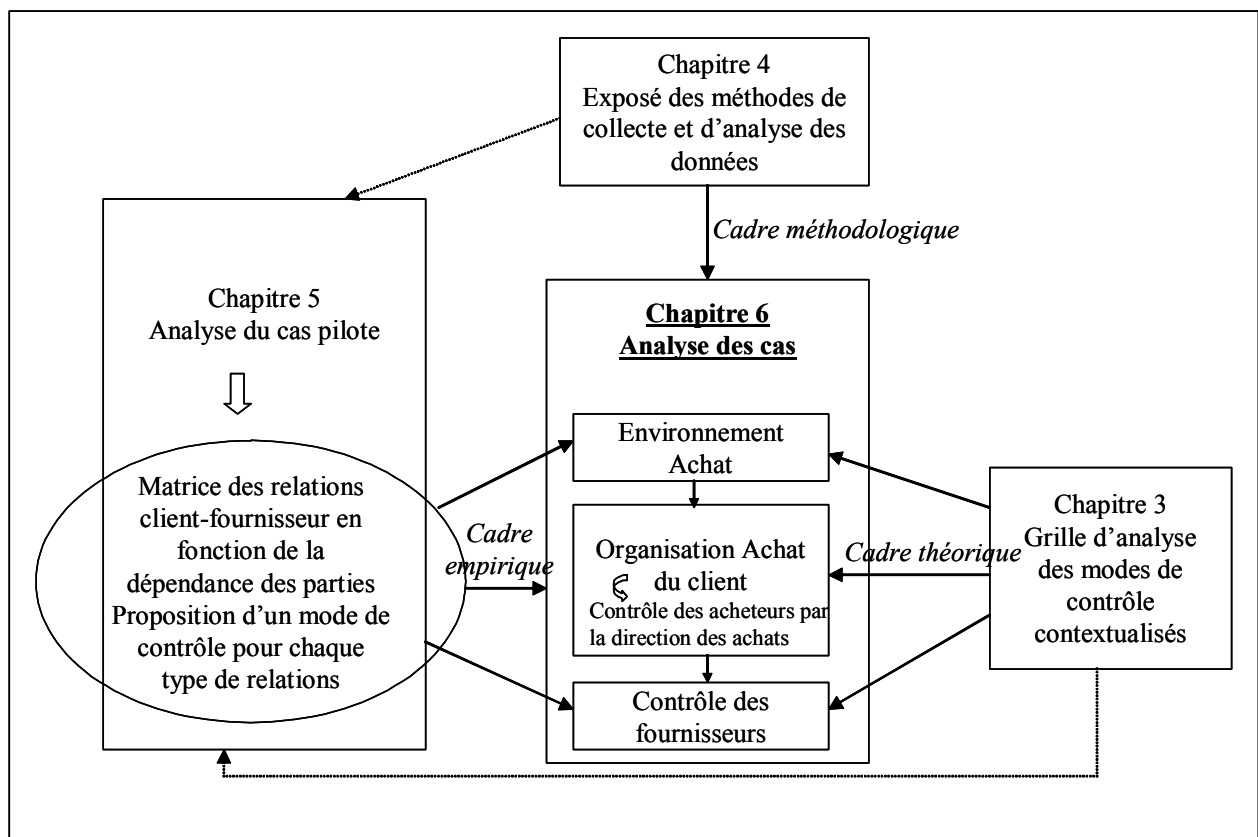 Chapitre 4
Exposé des méthodes de
collecte et d'analyse des
données
Cadre méthodologique
Chapitre 5
Analyse du cas pilote
Matrice des relations
client-fournisseur en
fonction de la
dépendance des parties
Proposition d'un mode de
contrôle pour chaque
type de relations
Cadre
empirique
Chapitre 6
Analyse des cas
Environnement
Achat
Organisation Achat
du client
Contrôle des acheteurs par
la direction des achats
Contrôle des
fournisseurs
Cadre théorique
Chapitre 3
Grille d'analyse
des modes de
contrôle
contextualisés